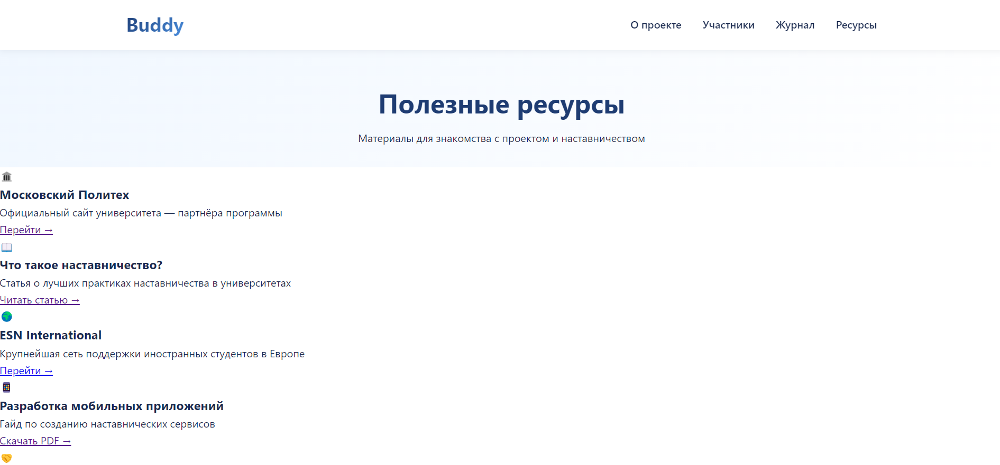 Buddy
О проекте Участники Журнал Ресурсы
Полезные ресурсы
Материалы для знакомства с проектом и наставничеством
Московский Политех
Официальный сайт университета — партнёра программы
Перейти →
Что такое наставничество?
Статья о лучших практиках наставничества в университетах
Читать статью →
ESN International
Крупнейшая сеть поддержки иностранных студентов в Европе
Перейти →
Разработка мобильных приложений
Гайд по созданию наставнических сервисов
Скачать PDF →